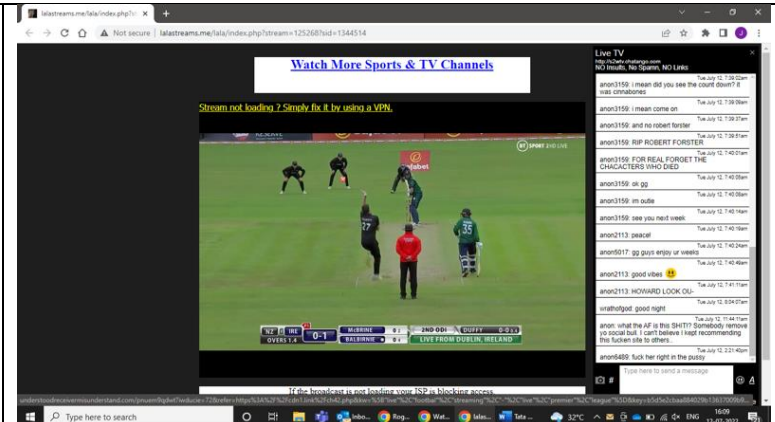 lalastreams.me/lala/index.php?s
Not secure | lalastreams.me/lala/index.php?stream=125268?sid=1344514
Watch More Sports & TV Channels
Stream not loading ? Simply fix it by using a VPN.
BT SPORT 2HD LIVE
27
35
NZ IRE 0-1 McBRINE 2ND ODI DUFFY
OVERS 1.4 BALBIRNIE LIVE FROM DUBLIN, IRELAND
If the broadcast is not loading your ISP is blocking access
Live TV
NO Insults, No Spamn, NO Links
Tue July 12, 7:39:02am
anon3159: i mean did you see the count down? it
was cinnabones
Tue July 12, 7:39:09am
anon3159: i mean come on
Tue July 12, 7:39:37am
anon3159: and no robert forster
Tue July 12, 7:39:51am
anon3159: RIP ROBERT FORSTER
Tue July 12, 7:40:01am
anon3159: FOR REAL FORGET THE
CHACACTERS WHO DIED
Tue July 12, 7:40:05am
anon3159: ok gg
Tue July 12, 7:40:08am
anon3159: im outie
Tue July 12, 7:40:14am
anon3159: see you next week
Tue July 12, 7:40:18am
anon2113: peace!
Tue July 12, 7:40:24am
anon5017: gg guys enjoy ur weeks
Tue July 12, 7:40:49am
anon2113: good vibes
Tue July 12, 7:41:11am
anon2113: HOWARD LOOK OU-
Tue July 12, 8:04:07am
wrathofgod: good night
Tue July 12, 11:44:11am
anon: what the AF is this SHIT!? Somebody remove
yo social bull. I can't believe I kept recommending
this fucken site to others..
Tue July 12, 2:21:40pm
anon6489: fuck her right in the pussy
Type here to send a message
Type here to search
Inbo...
Rog...
Wat...
lalas...
Tata ...
32°C
ENG
16:09
12-07-2022